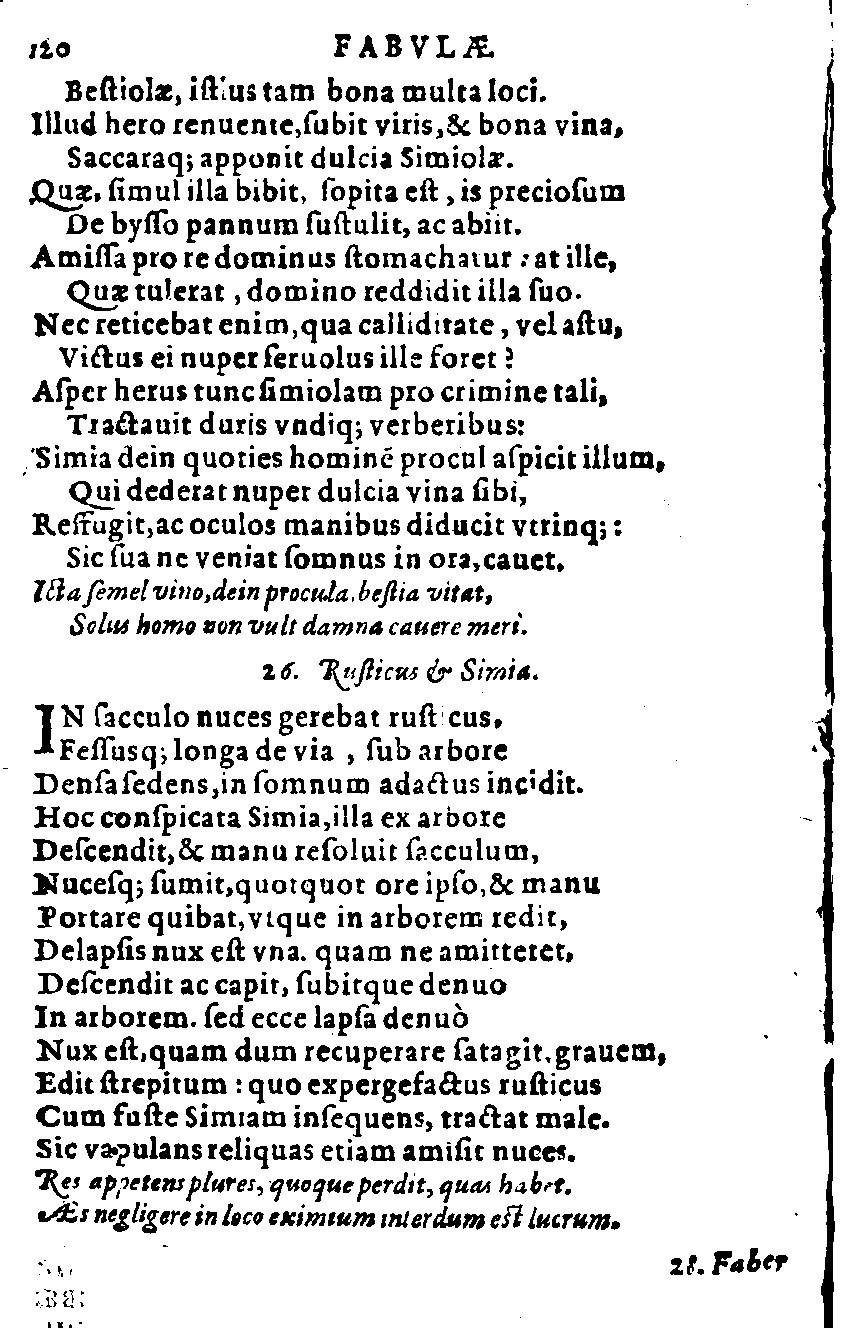 120 FABVLÆ
Beſtiolæ, iſtius tam bona multa loci.
Illud hero renuente, ſubit viris, & bona vina,
Saccaraq; apponit dulcia Simiolæ.
Quæ, ſimul illa bibit, ſopita eſt, is precioſum
De byſſo pannum ſuſtulit, ac abiit.
Amiſſa pro re dominus ſtomachatur : at ille,
Quæ tulerat, domino reddidit illa ſuo.
Nec reticebat enim, qua calliditate, vel aſtu,
Victus ei nuper ſeruolus ille foret?
Aſper herus tunc ſimiolam pro crimine tali,
Tractauit duris vndiq; verberibus:
Simia dein quoties hominē procul aſpicit illum,
Qui dederat nuper dulcia vina ſibi,
Reffugit, ac oculos manibus diducit vtrinq; :
Sic ſua ne veniat ſomnus in ora, cauet.
Icta ſemel vino, dein procula, beſtia vitat,
Solus homo non vult damna cauere meri.
26. Ruſticus & Simia.
IN ſacculo nuces gerebat ruſticus,
Feſſusq; longa de via, ſub arbore
Denſa ſedens, in ſomnum adactus incidit.
Hoc conſpicata Simia, illa ex arbore
Deſcendit, & manu reſoluit ſacculum,
Nuceſq; ſumit, quotquot ore ipſo, & manu
Portare quibat, vtque in arborem redit,
Delapſis nux eſt vna. quam ne amitteret,
Deſcendit ac capit, ſubitque denuo
In arborem. ſed ecce lapſa denuò
Nux eſt, quam dum recuperare ſatagit, grauem,
Edit ſtrepitum : quo expergefactus ruſticus
Cum fuſte Simiam inſequens, tractat male.
Sic vapulans reliquas etiam amiſit nuces.
Res appetens plures, quoque perdit, quas habet.
Æs negligere in loco eximium interdum eſt lucrum.
28. Faber